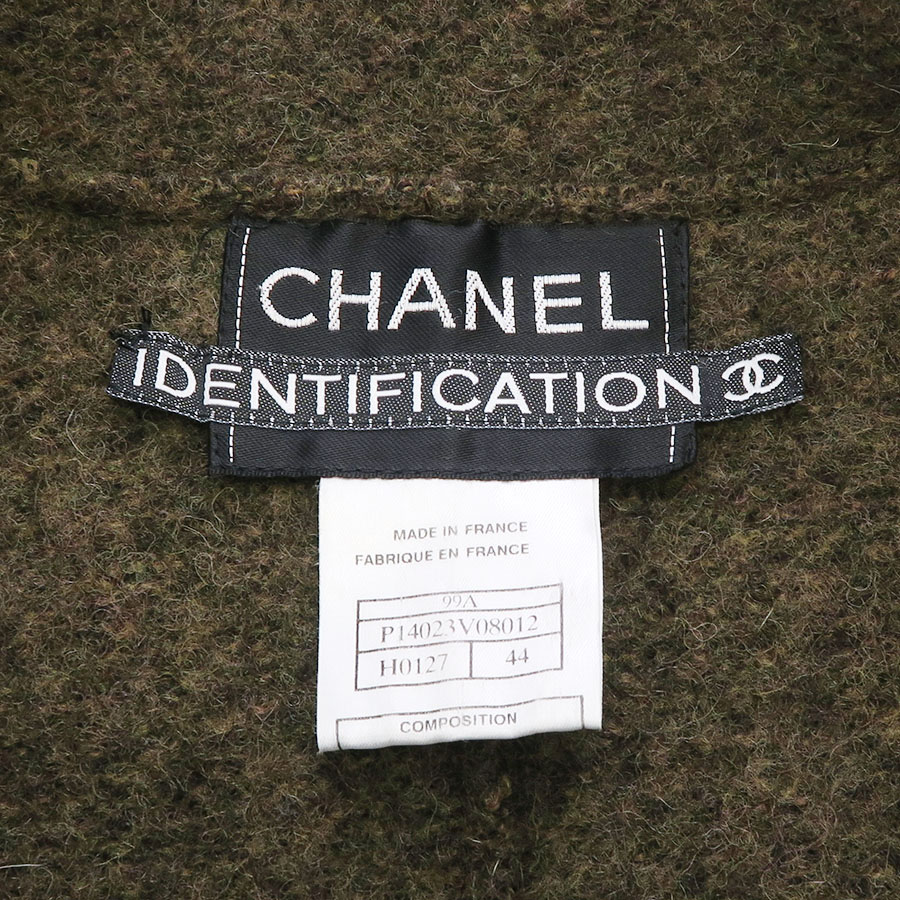 CHANEL
IDENTIFICATION
MADE IN FRANCE
FABRIQUE EN FRANCE
99A
P14023V08012
H0127 44
COMPOSITION